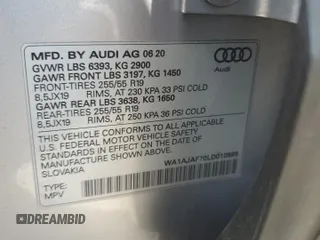 MFD. BY AUDI AG 06 20
GVWR LBS 6393, KG 2900
GAWR FRONT LBS 3197, KG 1450
FRONT-TIRES 255/55 R19
8,5JX19 RIMS, AT 230 KPA 33 PSI COLD
GAWR REAR LBS 3638, KG 1650
REAR-TIRES 255/55 R19
8,5JX19 RIMS, AT 250 KPA 36 PSI COLD
Audi
THIS VEHICLE CONFORMS TO ALL APPLICABLE
U.S. FEDERAL MOTOR VEHICLE SAFETY
STANDARDS IN EFFECT ON THE DATE OF
MANUFACTURE SHOWN ABOVE.
SLOVAKIA
TYPE:
MPV
© DREAMBID.COM